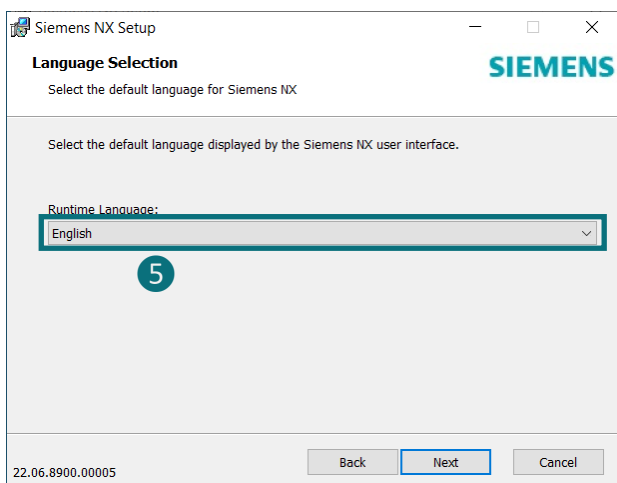 Siemens NX Setup
Language Selection
SIEMENS
Select the default language for Siemens NX
Select the default language displayed by the Siemens NX user interface.
Runtime Language:
English
5
Back
Next
Cancel
22.06.8900.00005